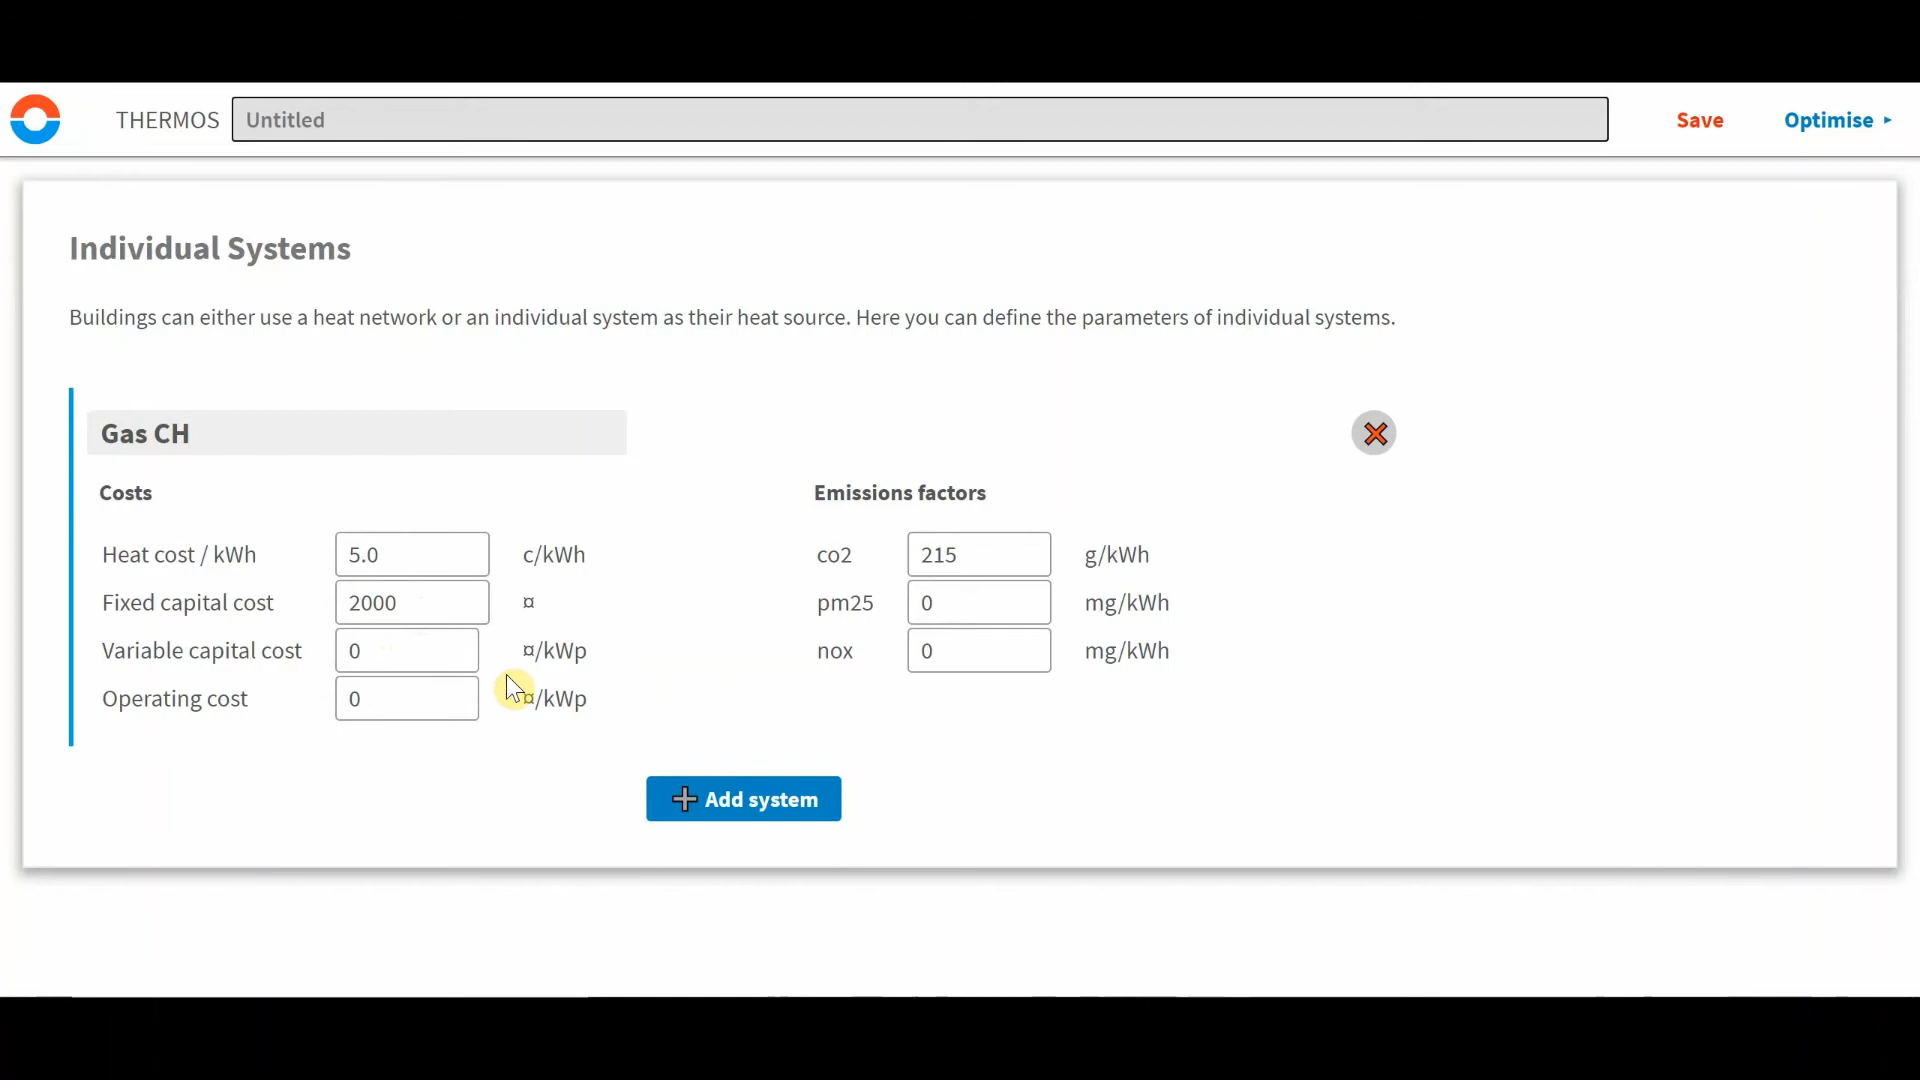 THERMOS Untitled Save Optimise ▸
Individual Systems
Buildings can either use a heat network or an individual system as their heat source. Here you can define the parameters of individual systems.
Gas CH
Costs Emissions factors
Heat cost / kWh 5.0 c/kWh co2 215 g/kWh
Fixed capital cost 2000 ¤ pm25 0 mg/kWh
Variable capital cost 0 ¤/kWp nox 0 mg/kWh
Operating cost 0 ¤/kWp
Add system